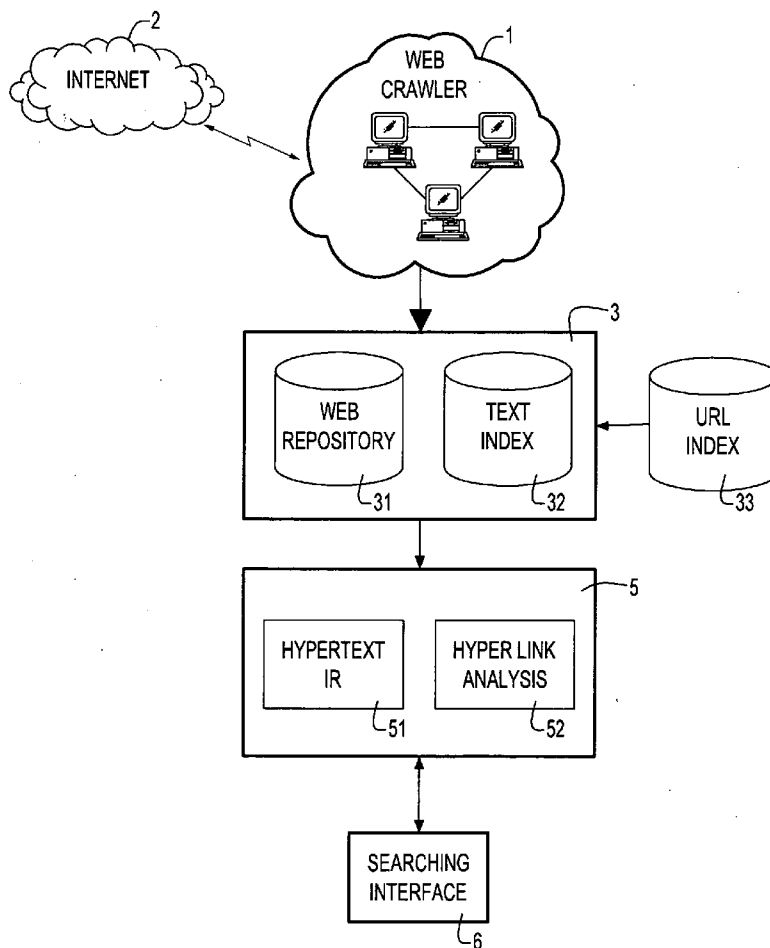 2
INTERNET
1
WEB
CRAWLER
3
WEB
REPOSITORY
31
TEXT
INDEX
32
URL
INDEX
33
5
HYPERTEXT
IR
51
HYPER LINK
ANALYSIS
52
SEARCHING
INTERFACE
6